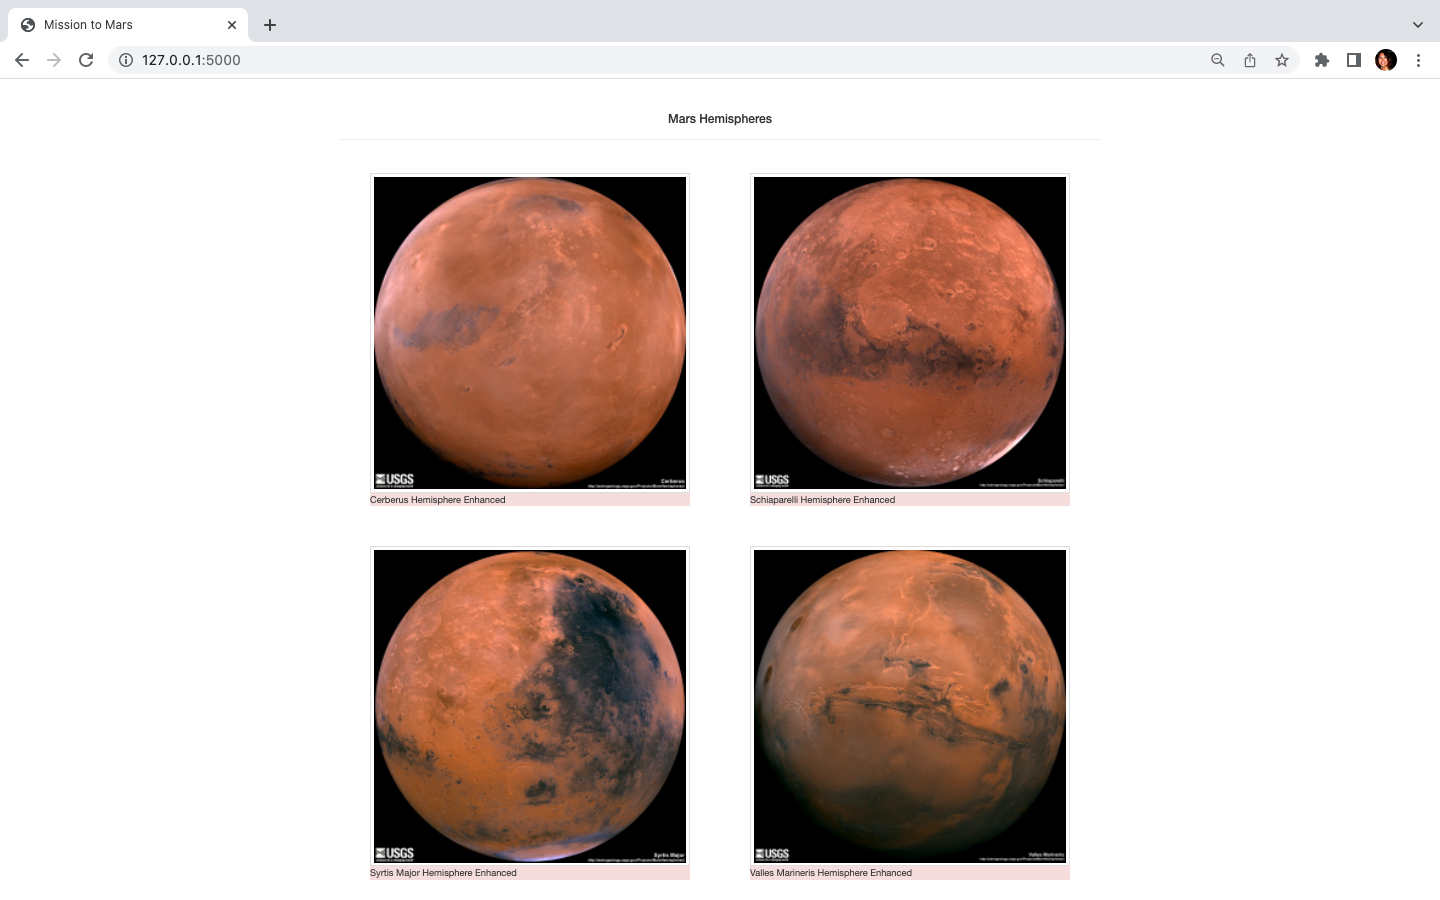 Mission to Mars
127.0.0.1:5000
Mars Hemispheres
USGS
Cerberus
USGS
Schiaparelli
Cerberus Hemisphere Enhanced
Schiaparelli Hemisphere Enhanced
USGS
Syrtis Major
USGS
Valles Marineris
Syrtis Major Hemisphere Enhanced
Valles Marineris Hemisphere Enhanced